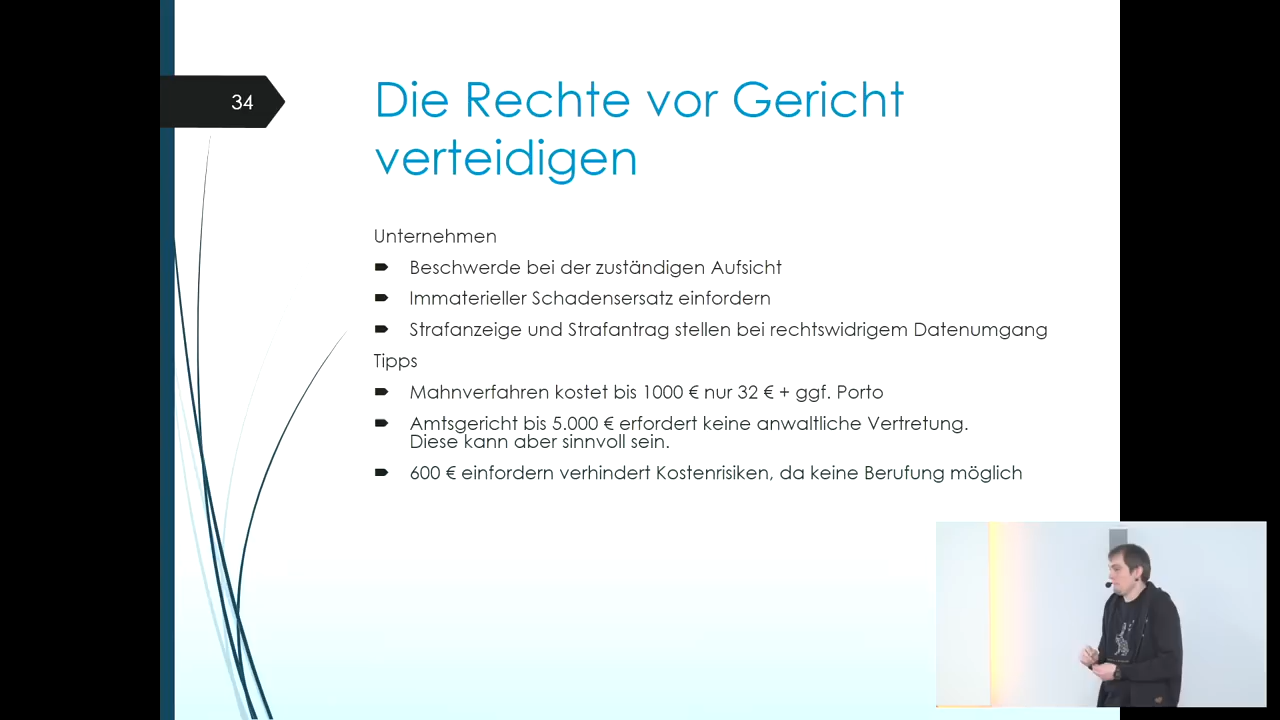 34
Die Rechte vor Gericht
verteidigen
Unternehmen
Beschwerde bei der zuständigen Aufsicht
Immaterieller Schadensersatz einfordern
Strafanzeige und Strafantrag stellen bei rechtswidrigem Datenumgang
Tipps
Mahnverfahren kostet bis 1000 € nur 32 € + ggf. Porto
Amtsgericht bis 5.000 € erfordert keine anwaltliche Vertretung.
Diese kann aber sinnvoll sein.
600 € einfordern verhindert Kostenrisiken, da keine Berufung möglich